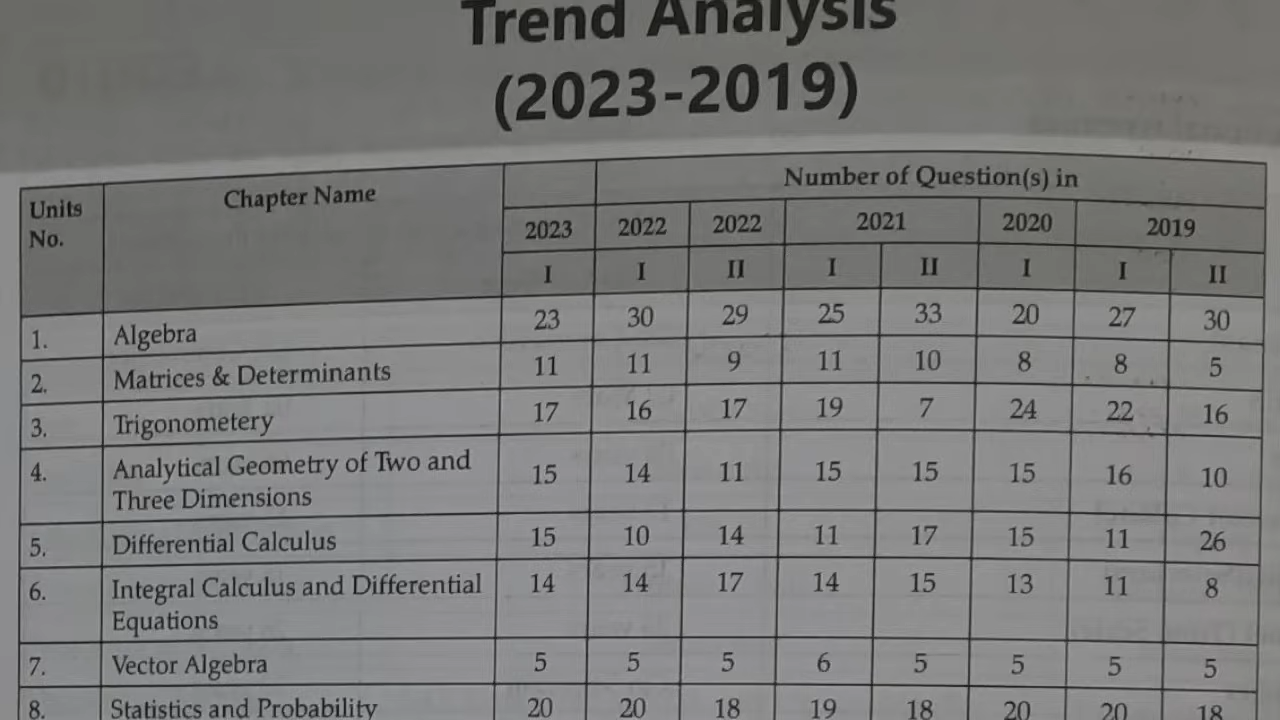 Trend Analysis
(2023-2019)
Units No. Chapter Name Number of Question(s) in
2023 2022 2022 2021 2020 2019
I I II I II I I II
1. Algebra 23 30 29 25 33 20 27 30
2. Matrices & Determinants 11 11 9 11 10 8 8 5
3. Trigonometery 17 16 17 19 7 24 22 16
4. Analytical Geometry of Two and
Three Dimensions 15 14 11 15 15 15 16 10
5. Differential Calculus 15 10 14 11 17 15 11 26
6. Integral Calculus and Differential
Equations 14 14 17 14 15 13 11 8
7. Vector Algebra 5 5 5 6 5 5 5 5
8. Statistics and Probability 20 20 18 19 18 20 20 18